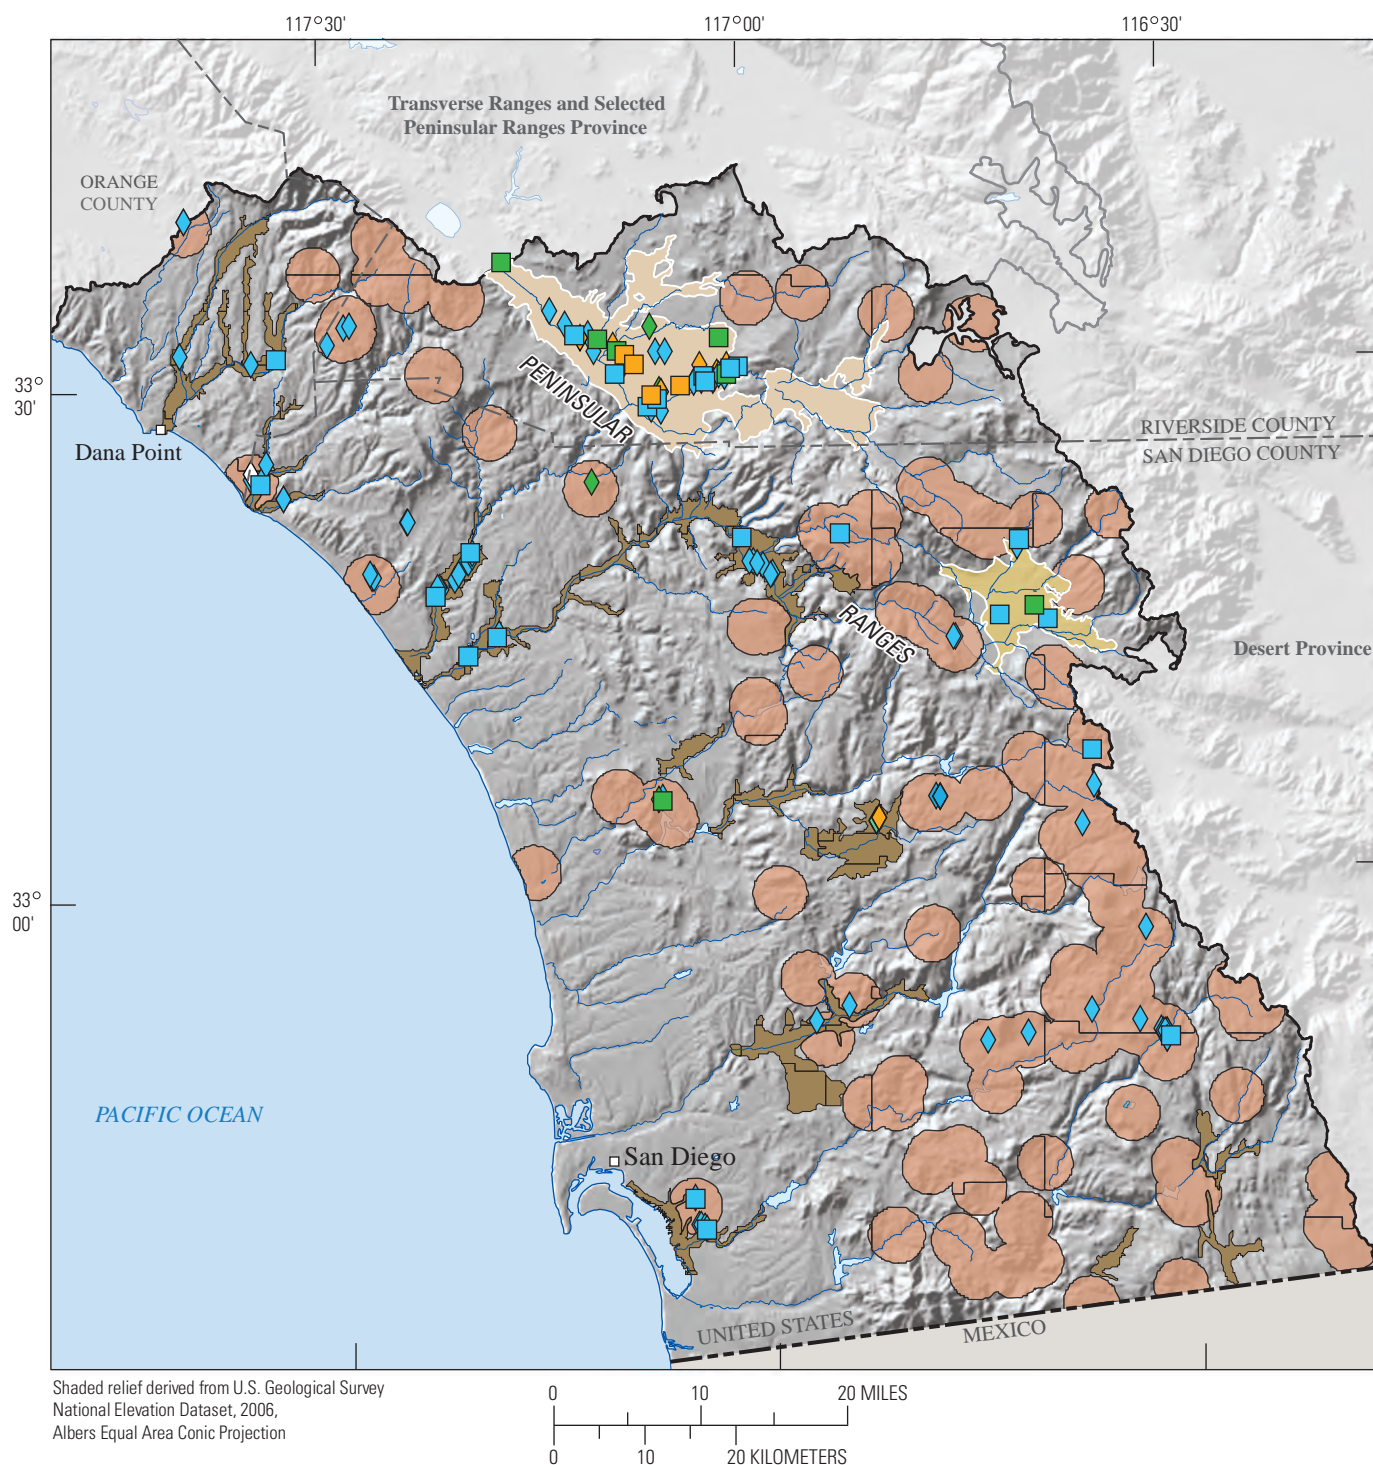 117°30'
117°00'
116°30'
Transverse Ranges and Selected
Peninsular Ranges Province
ORANGE
COUNTY
33°
30'
PENINSULAR
Dana Point
RIVERSIDE COUNTY
SAN DIEGO COUNTY
RANGES
Desert Province
33°
00'
PACIFIC OCEAN
San Diego
UNITED STATES
MEXICO
Shaded relief derived from U.S. Geological Survey
National Elevation Dataset, 2006,
Albers Equal Area Conic Projection
0 10 20 MILES
0 10 20 KILOMETERS